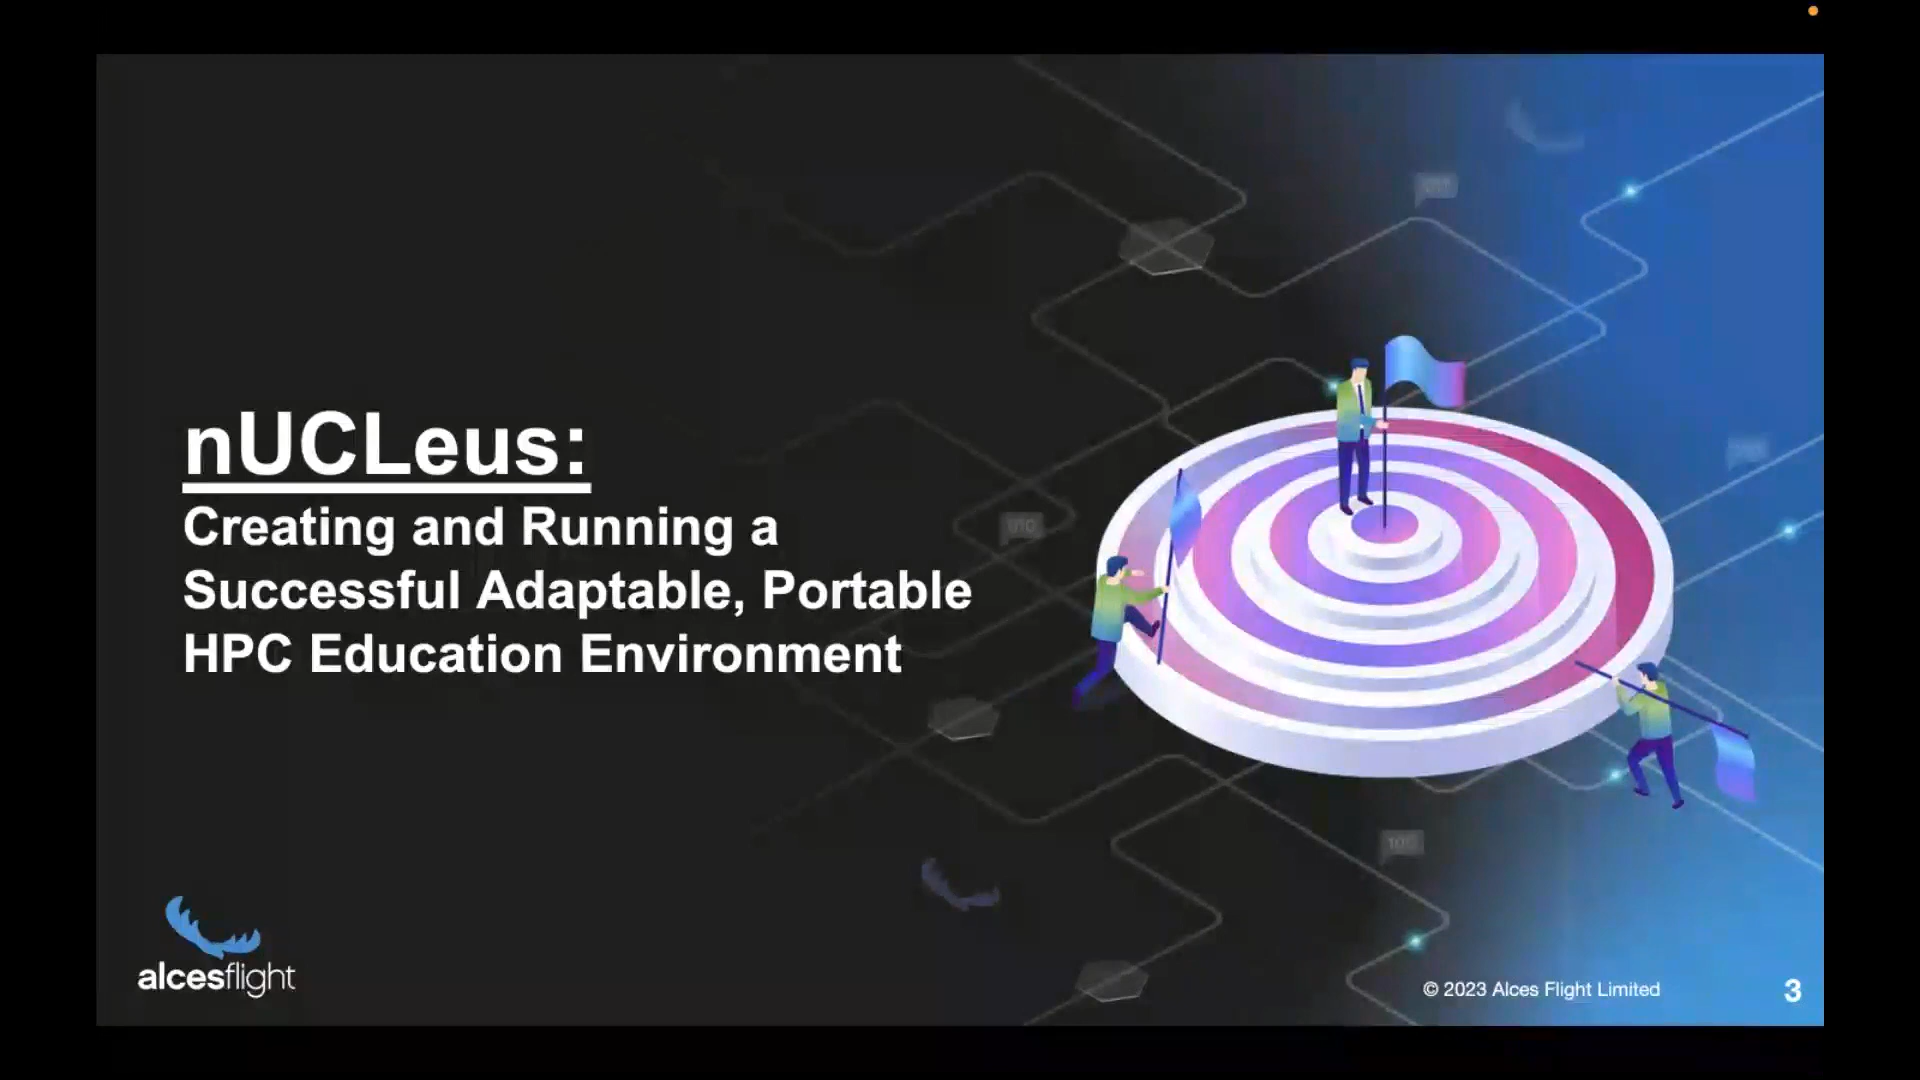 nUCLeus:
Creating and Running a
Successful Adaptable, Portable
HPC Education Environment
alcesflight
© 2023 Alces Flight Limited
3